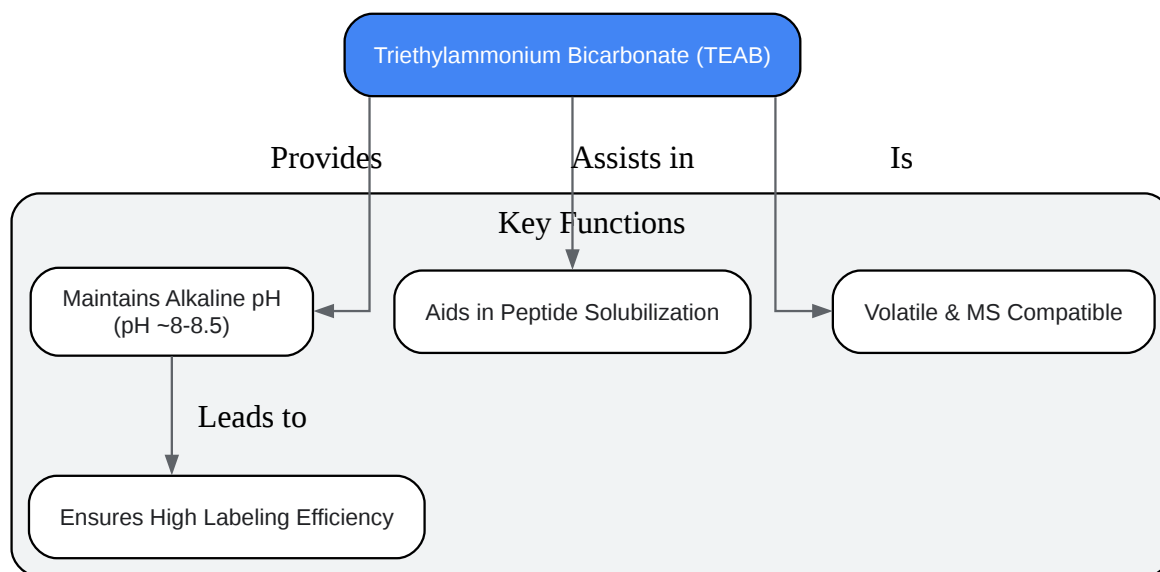 Triethylammonium Bicarbonate (TEAB)
Provides
Assists in
Is
Key Functions
Maintains Alkaline pH
(pH ~8-8.5)
Aids in Peptide Solubilization
Volatile & MS Compatible
Leads to
Ensures High Labeling Efficiency